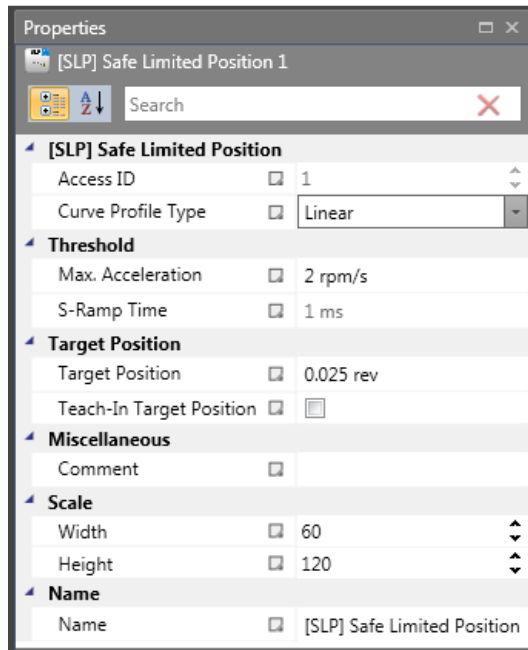 Properties
[SLP] Safe Limited Position 1
Search
[SLP] Safe Limited Position
Access ID 1
Curve Profile Type Linear
Threshold
Max. Acceleration 2 rpm/s
S-Ramp Time 1 ms
Target Position
Target Position 0.025 rev
Teach-In Target Position
Miscellaneous
Comment
Scale
Width 60
Height 120
Name
Name [SLP] Safe Limited Position